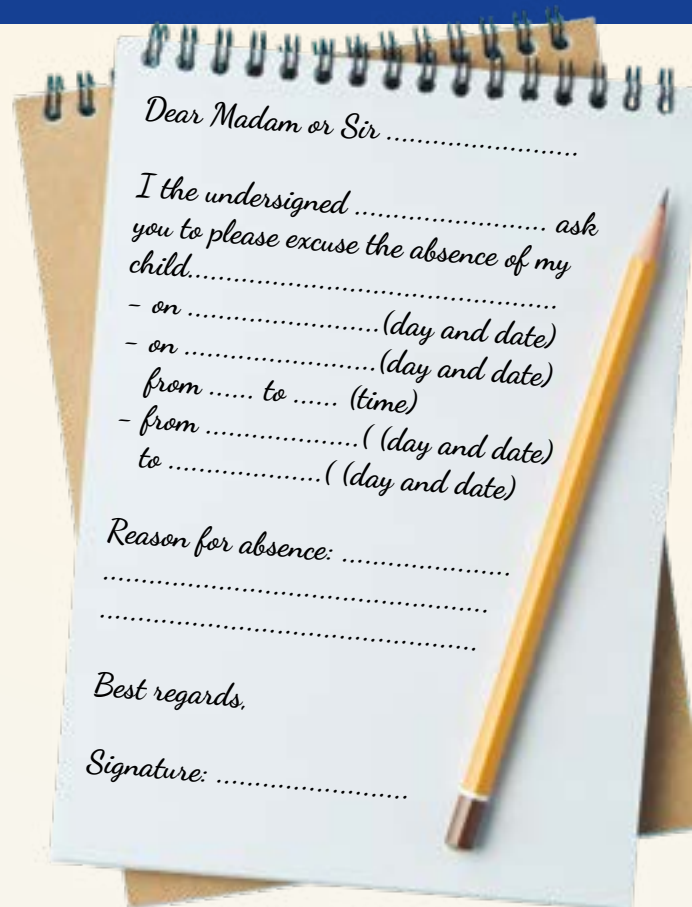 Dear Madam or Sir ..........................
I the undersigned .......................... ask
you to please excuse the absence of my
child..................................................
- on ..........................(day and date)
- on ..........................(day and date)
from ...... to ...... (time)
- from .....................( (day and date)
to .....................( (day and date)
Reason for absence: .......................
....................................................
...................................................
Best regards,
Signature: ..........................